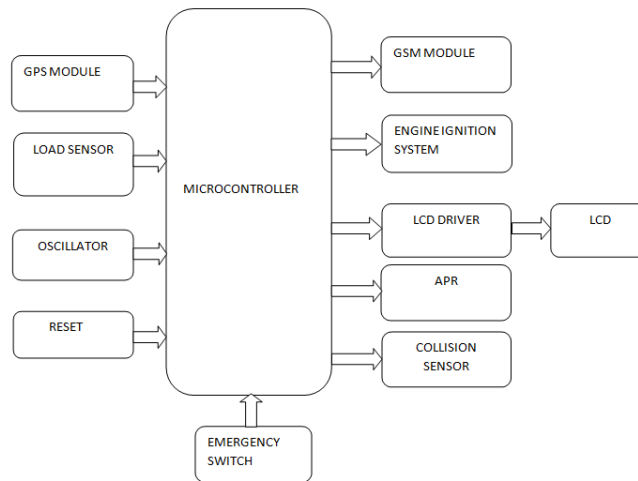 GPS MODULE
LOAD SENSOR
OSCILLATOR
RESET
MICROCONTROLLER
EMERGENCY
SWITCH
GSM MODULE
ENGINE IGNITION
SYSTEM
LCD DRIVER
LCD
APR
COLLISION
SENSOR